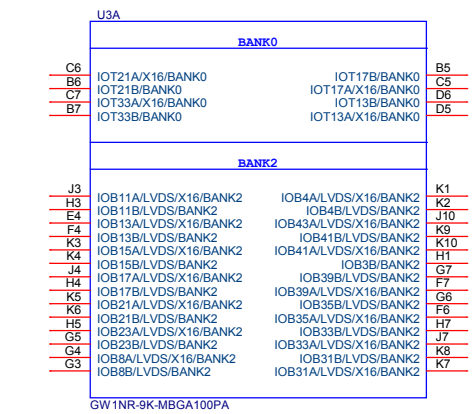 U3A
BANK0
C6 IOT21A/X16/BANK0 IOT17B/BANK0 B5
B6 IOT21B/BANK0 IOT17A/X16/BANK0 C5
C7 IOT33A/X16/BANK0 IOT13B/BANK0 D6
B7 IOT33B/BANK0 IOT13A/X16/BANK0 D5
BANK2
J3 IOB11A/LVDS/X16/BANK2 IOB4A/LVDS/X16/BANK2 K1
H3 IOB11B/LVDS/BANK2 IOB4B/LVDS/BANK2 K2
E4 IOB13A/LVDS/X16/BANK2 IOB43A/LVDS/X16/BANK2 J10
F4 IOB13B/LVDS/BANK2 IOB41B/LVDS/BANK2 K9
K3 IOB15A/LVDS/X16/BANK2 IOB41A/LVDS/X16/BANK2 K10
K4 IOB15B/LVDS/BANK2 IOB3B/BANK2 H1
J4 IOB17A/LVDS/X16/BANK2 IOB39B/LVDS/BANK2 G7
H4 IOB17B/LVDS/BANK2 IOB39A/LVDS/X16/BANK2 F7
K5 IOB21A/LVDS/X16/BANK2 IOB35B/LVDS/BANK2 G6
K6 IOB21B/LVDS/BANK2 IOB35A/LVDS/X16/BANK2 F6
H5 IOB23A/LVDS/X16/BANK2 IOB33B/LVDS/BANK2 H7
G5 IOB23B/LVDS/BANK2 IOB33A/LVDS/X16/BANK2 J7
G4 IOB8A/LVDS/X16/BANK2 IOB31B/LVDS/BANK2 K8
G3 IOB8B/LVDS/BANK2 IOB31A/LVDS/X16/BANK2 K7
GW1NR-9K-MBGA100PA